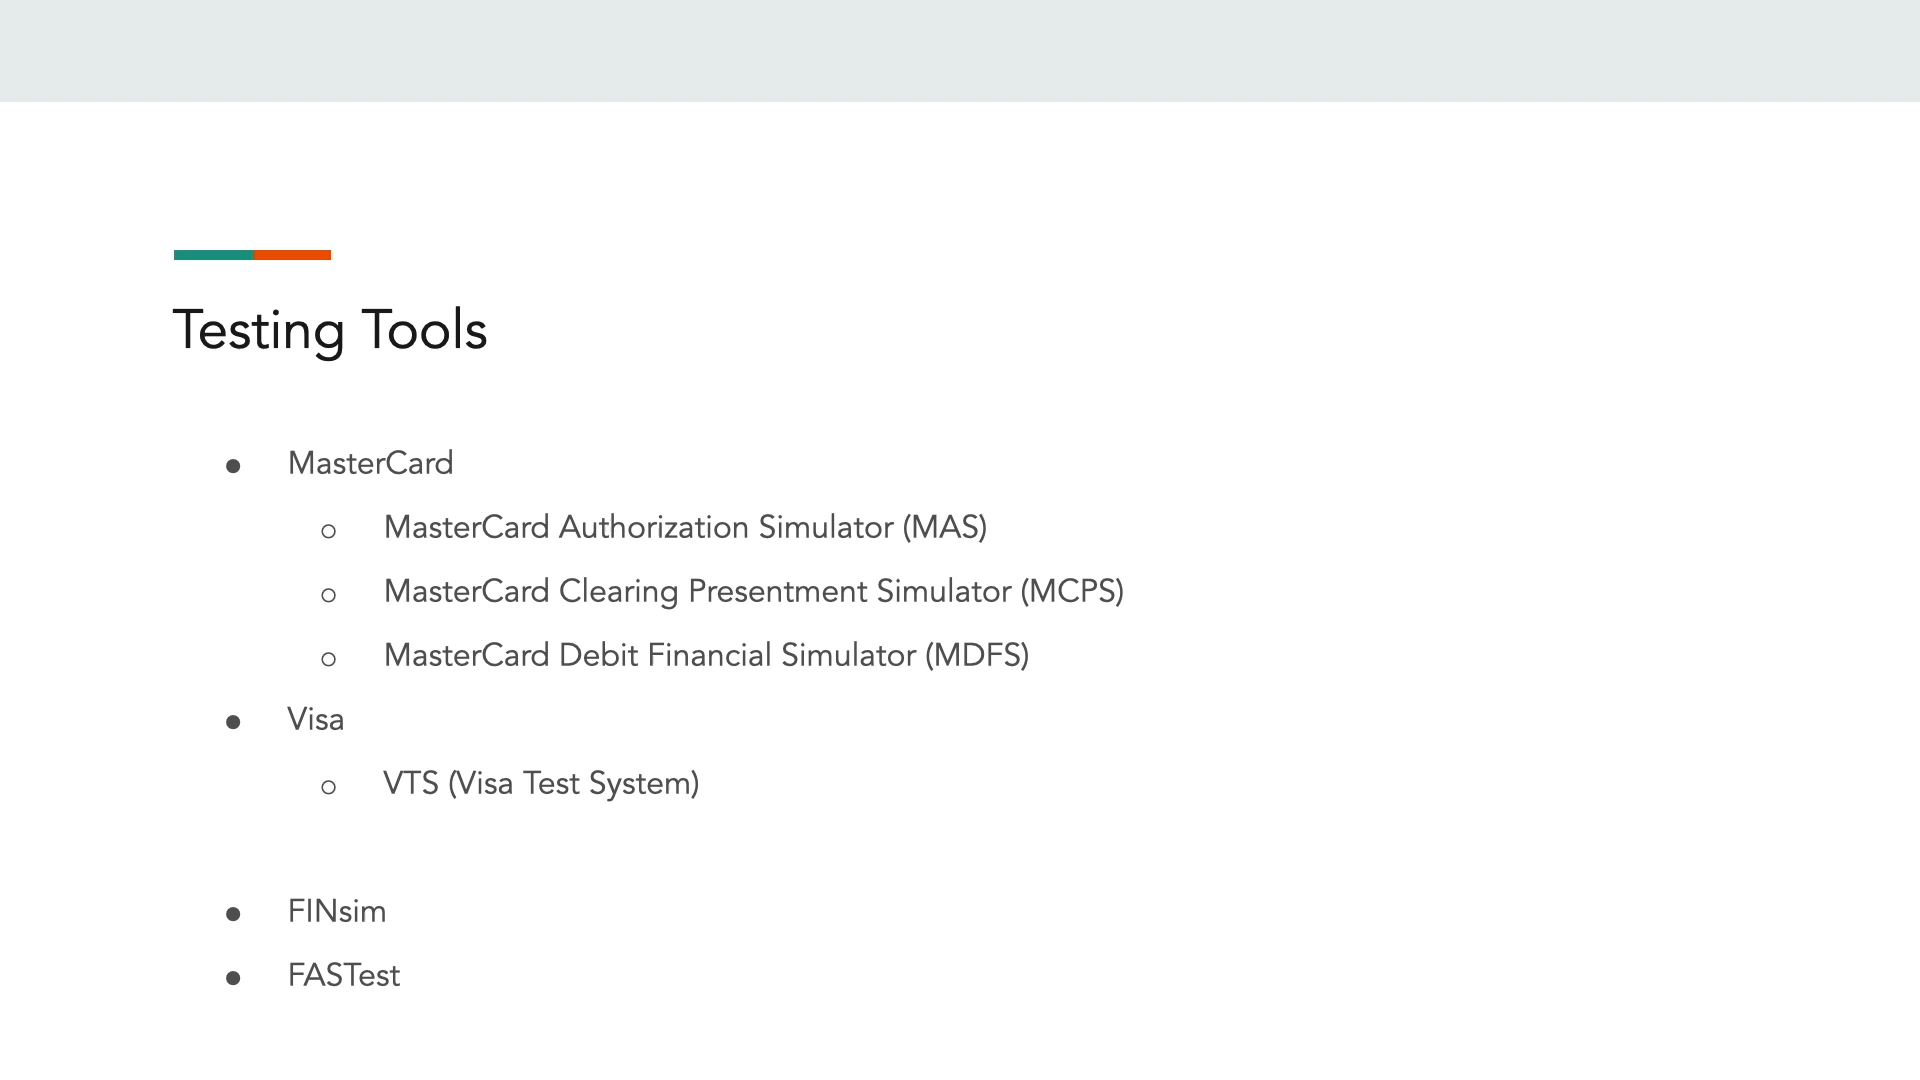 Testing Tools
● MasterCard
○ MasterCard Authorization Simulator (MAS)
○ MasterCard Clearing Presentment Simulator (MCPS)
○ MasterCard Debit Financial Simulator (MDFS)
● Visa
○ VTS (Visa Test System)
● FINsim
● FASTest